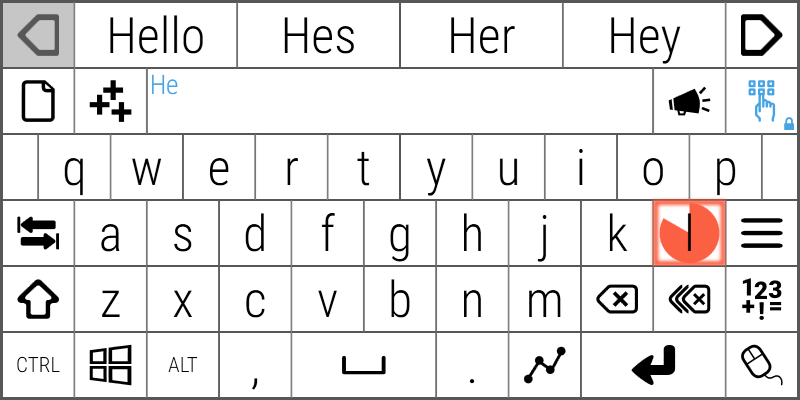 Hello Hes Her Hey
He
q w e r t y u i o p
a s d f g h j k l
z x c v b n m 123+!=
CTRL ALT , .